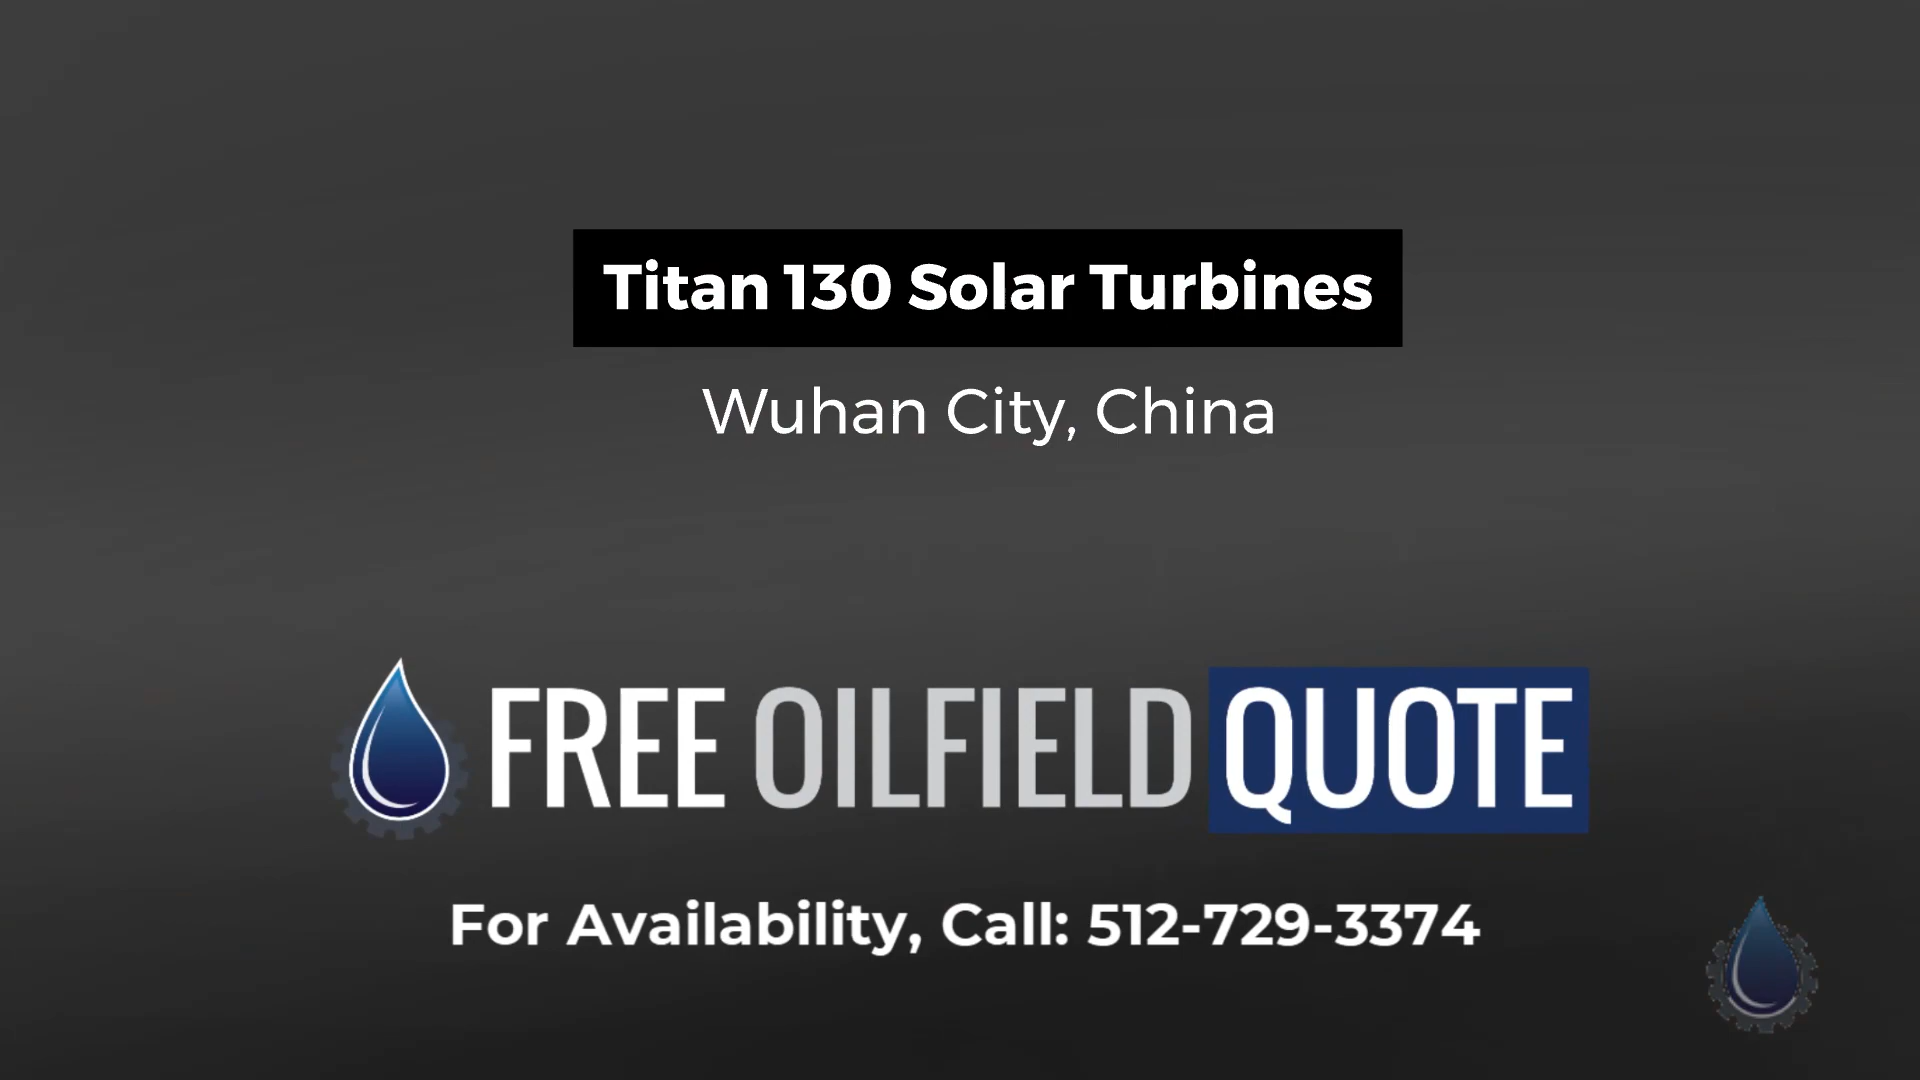 Titan 130 Solar Turbines
Wuhan City, China
FREE OILFIELD QUOTE
For Availability, Call: 512-729-3374